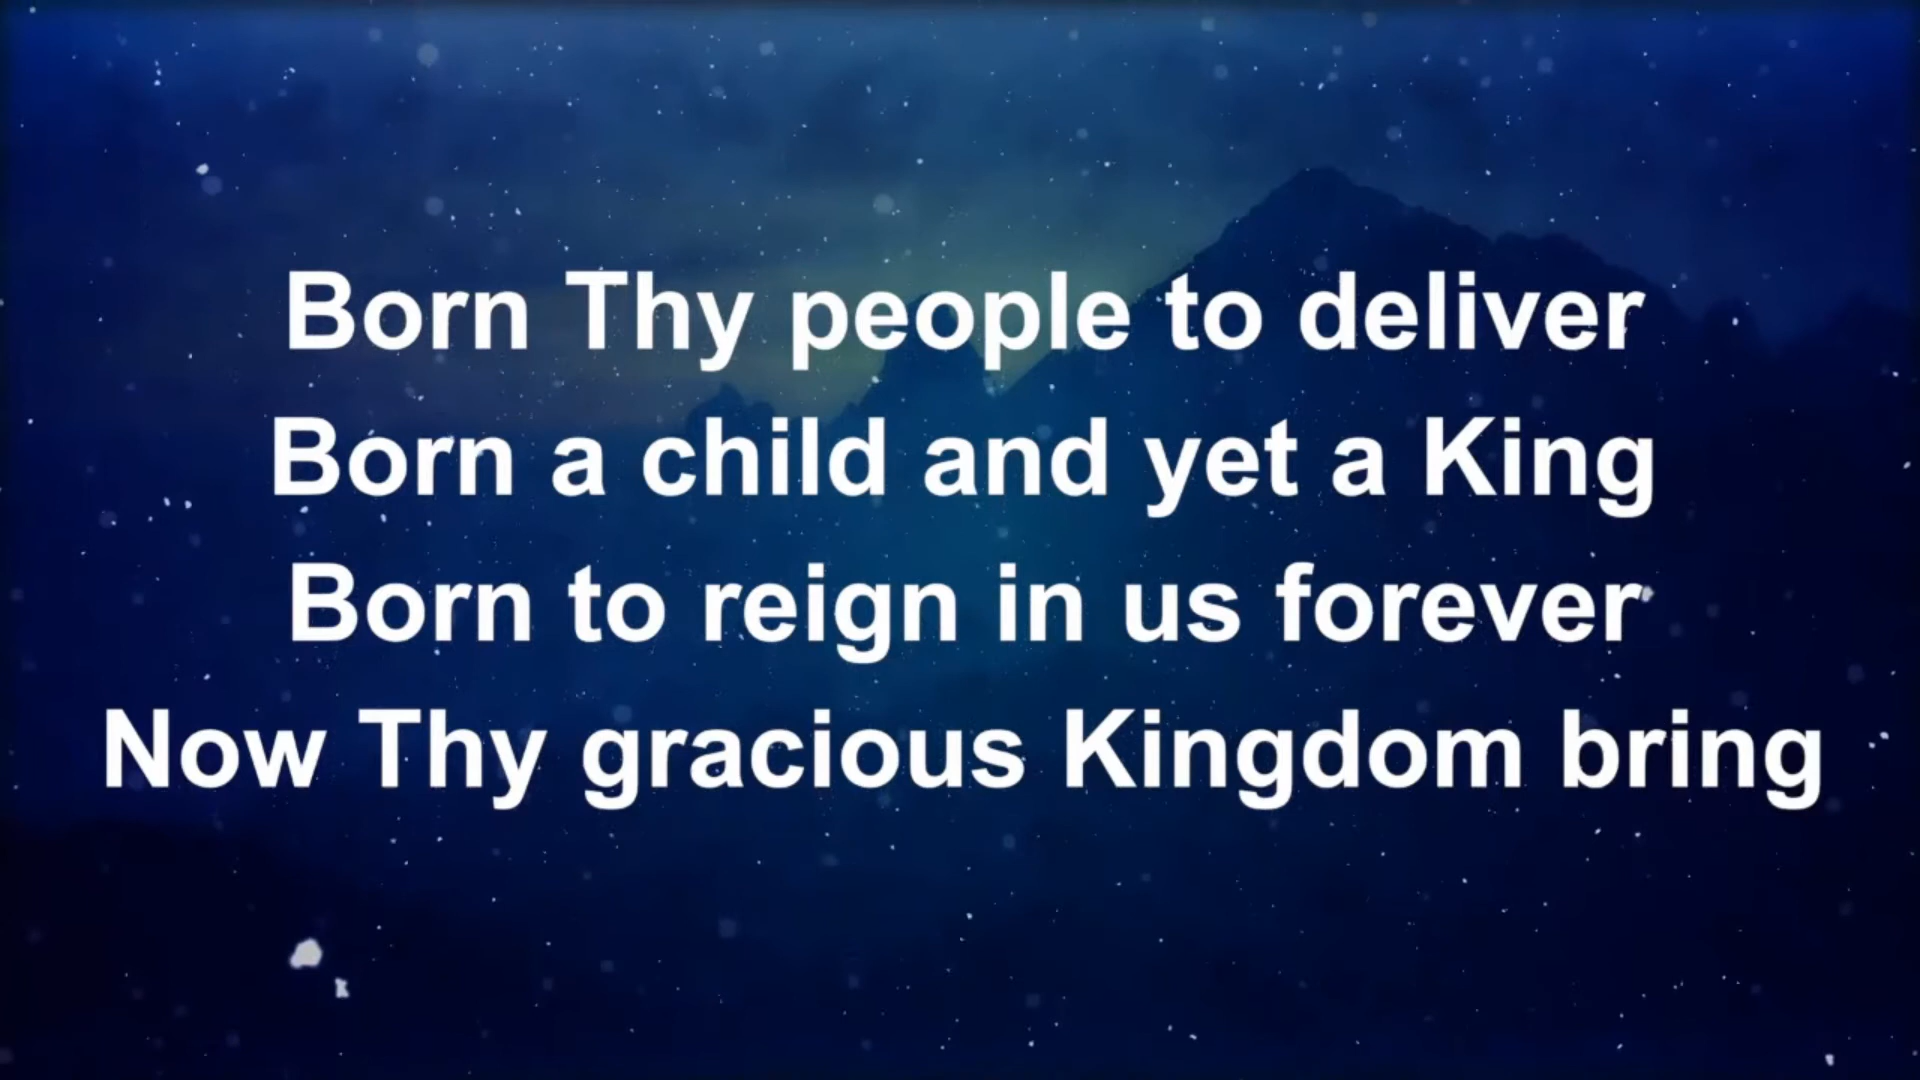 Born Thy people to deliver
Born a child and yet a King
Born to reign in us forever
Now Thy gracious Kingdom bring